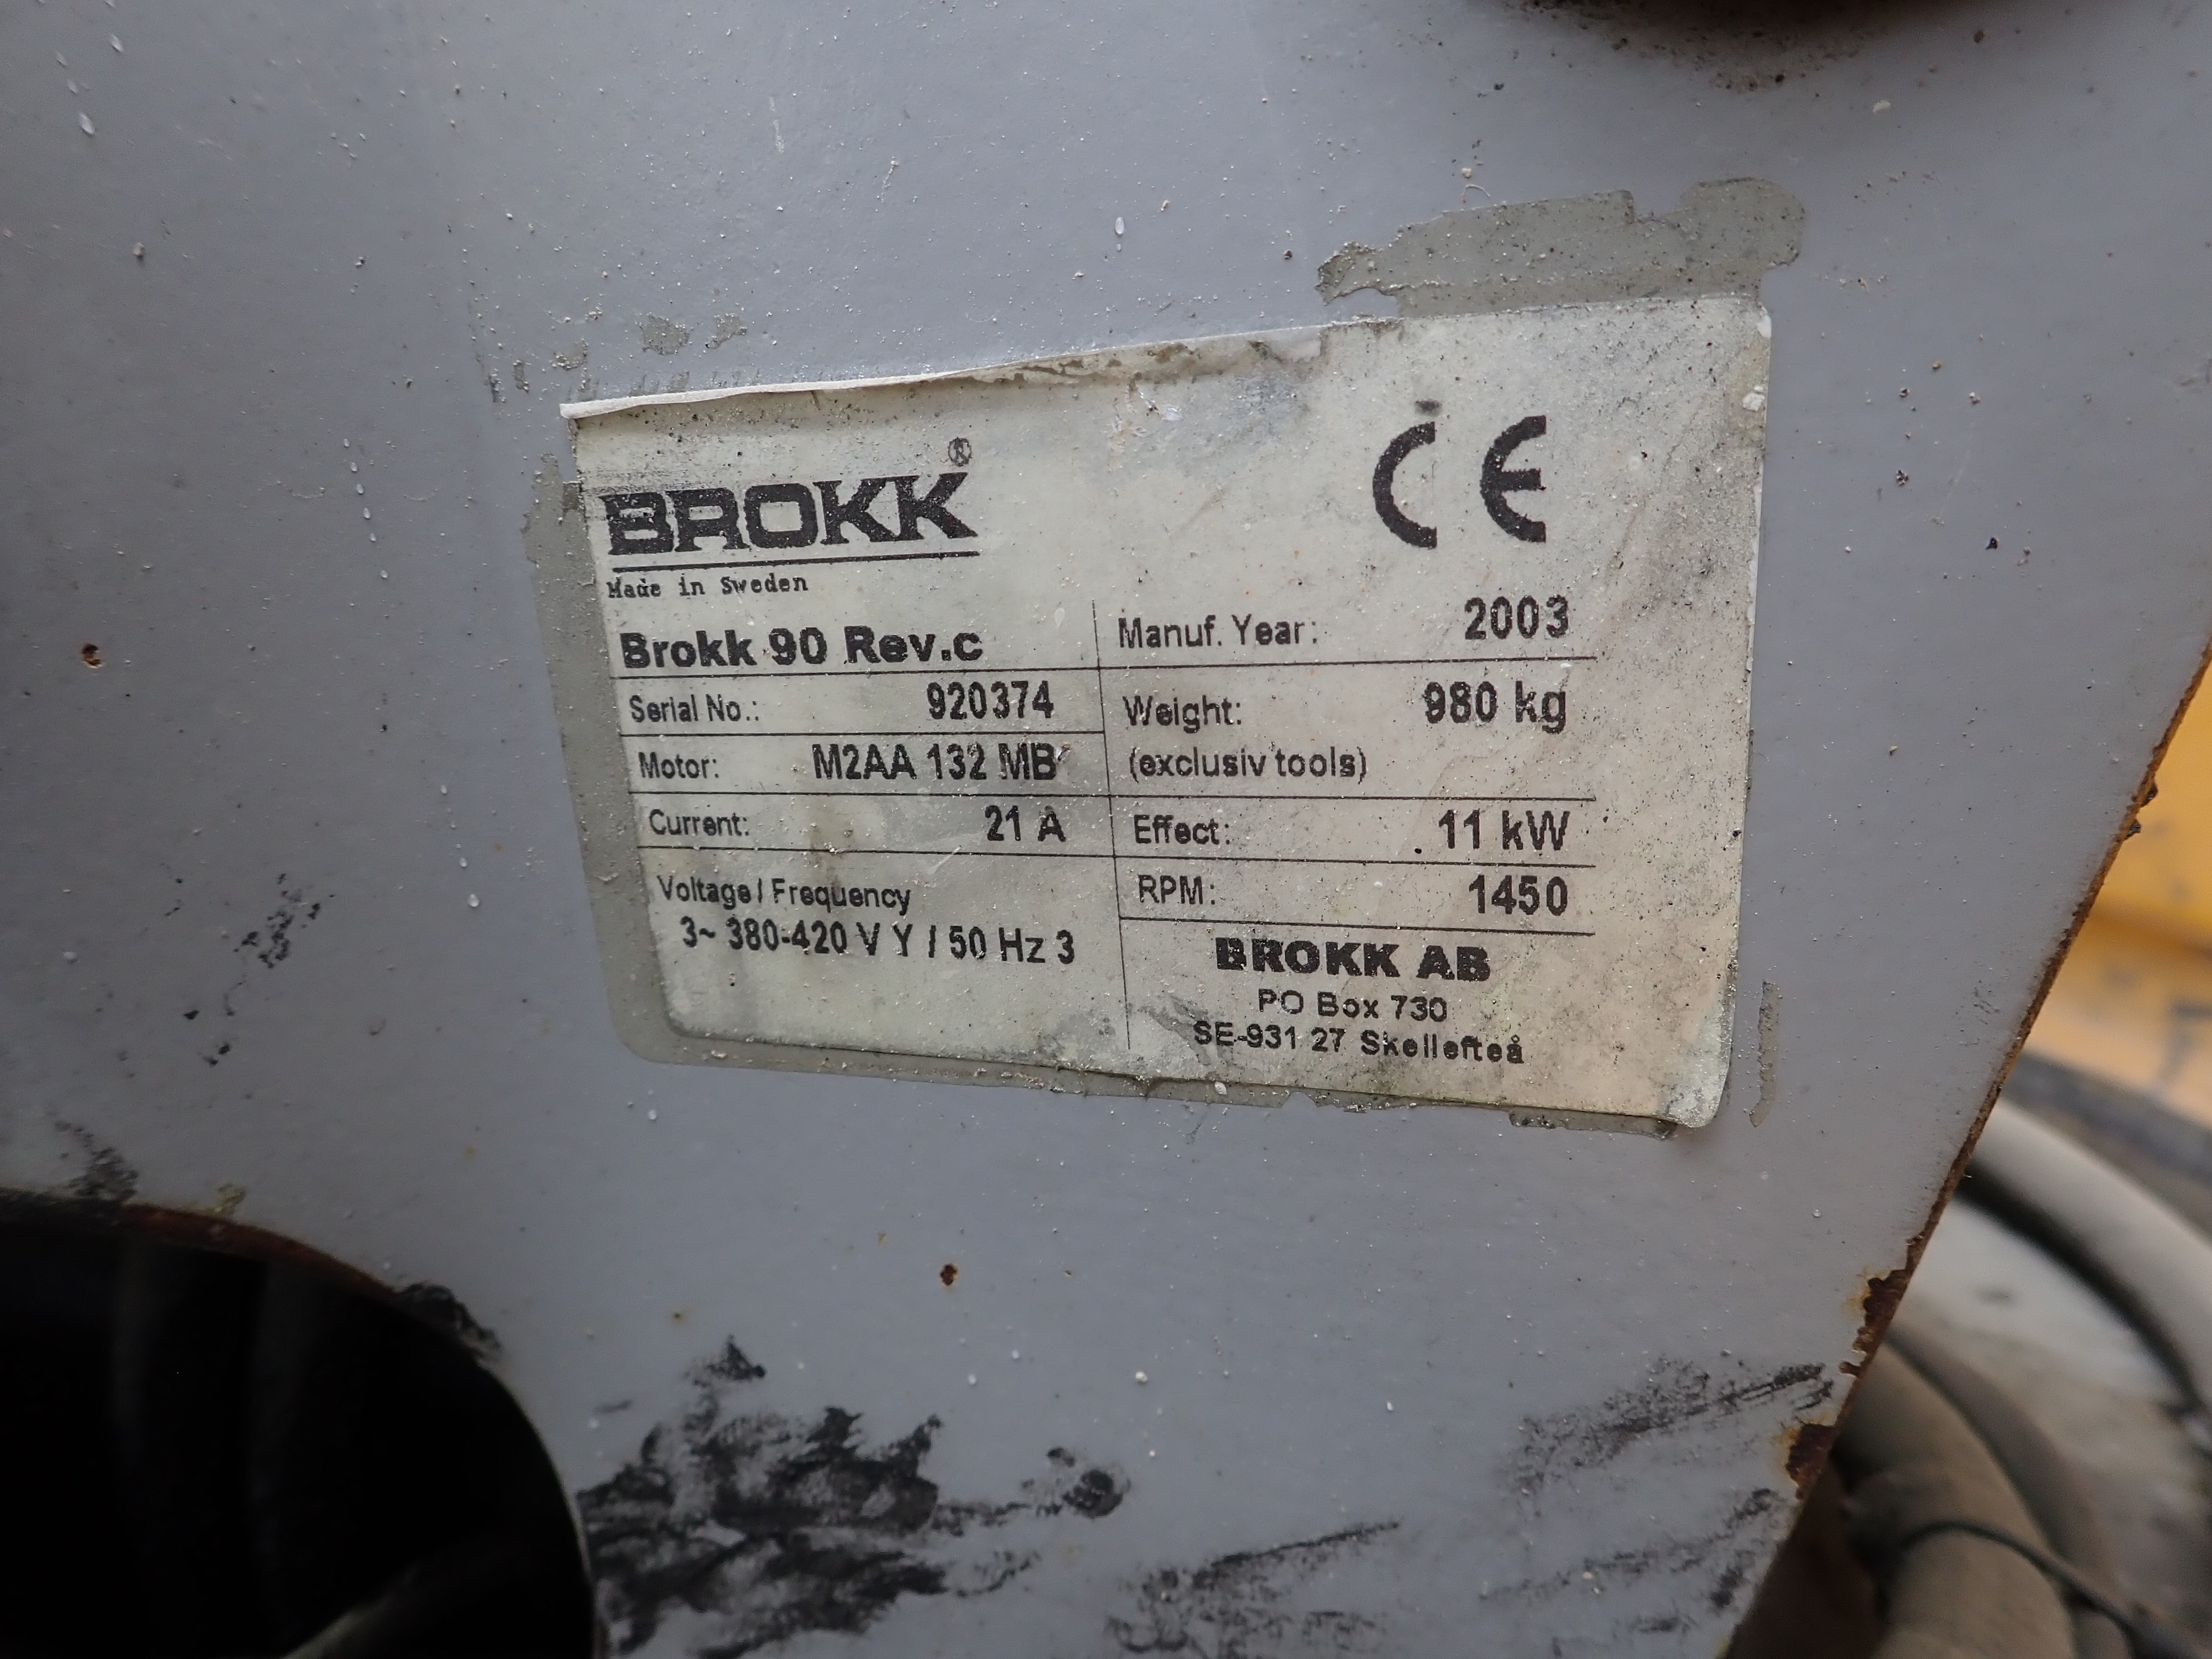 BROKK®
CE
Made in Sweden
Brokk 90 Rev.c
Manuf. Year: 2003
Serial No.: 920374
Weight: 980 kg
Motor: M2AA 132 MB
(exclusiv tools)
Current: 21 A
Effect: 11 kW
Voltage / Frequency
RPM: 1450
3~ 380-420 V Y / 50 Hz 3
BROKK AB
PO Box 730
SE-931 27 Skellefteå